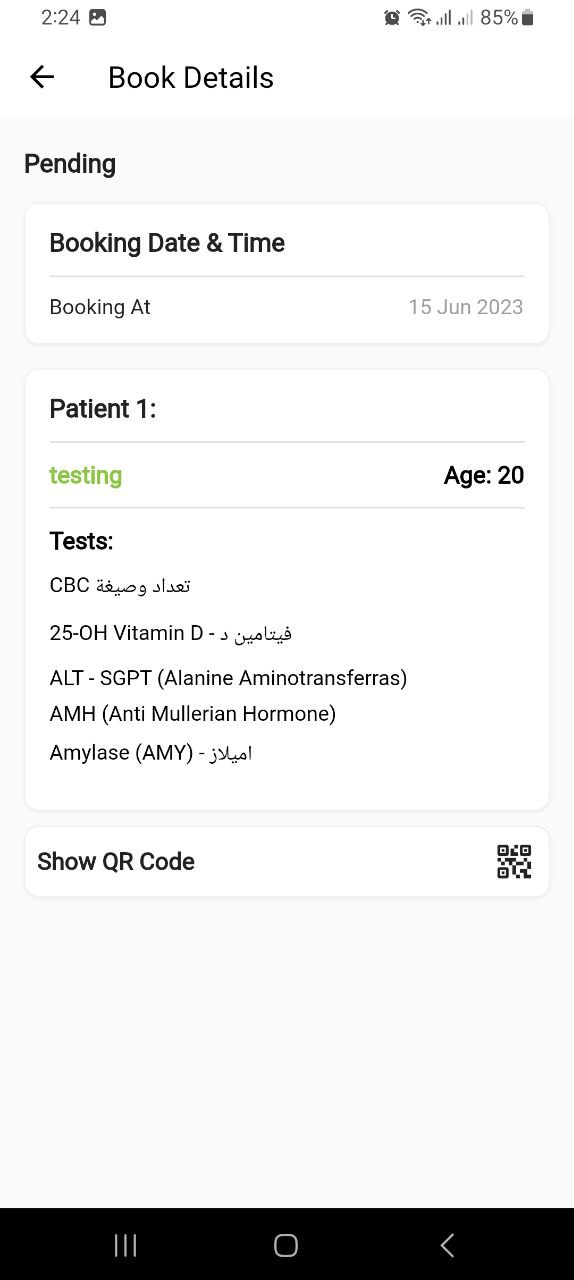 2:24
85%
Book Details
Pending
Booking Date & Time
Booking At 15 Jun 2023
Patient 1:
testing Age: 20
Tests:
CBC تعداد وصيغة
25-OH Vitamin D - فيتامين د
ALT - SGPT (Alanine Aminotransferras)
AMH (Anti Mullerian Hormone)
Amylase (AMY) - اميلاز
Show QR Code